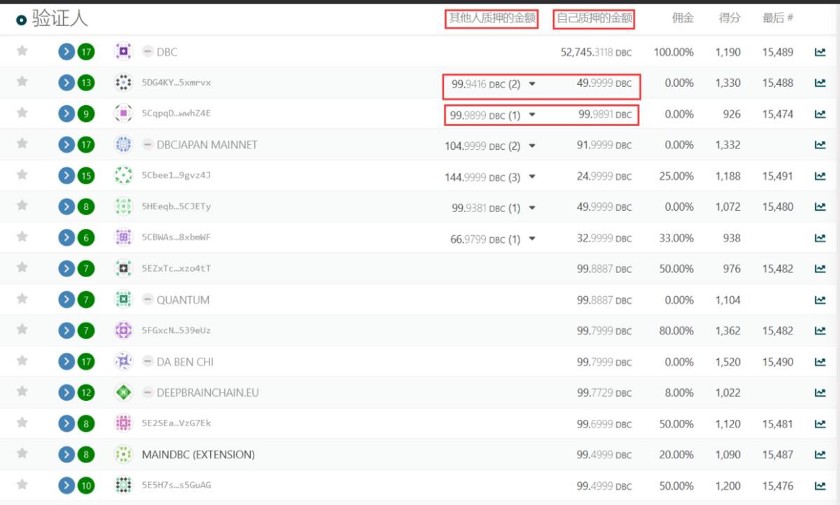 验证人 其他人质押的金额 自己质押的金额 佣金 得分 最后 #
17 DBC 52,745.3118 DBC 100.00% 1,190 15,489
13 5DG4KY…5xmrvx 99.9416 DBC (2) 49.9999 DBC 0.00% 1,330 15,488
9 5CqpqD…wwhZ4E 99.9899 DBC (1) 99.9891 DBC 0.00% 926 15,474
17 DBCJAPAN MAINNET 104.9999 DBC (2) 91.9999 DBC 0.00% 1,332
15 5Cbee1…9gvz4J 144.9999 DBC (3) 24.9999 DBC 25.00% 1,188 15,491
8 5HEeqb…5CJETy 99.9381 DBC (1) 49.9999 DBC 0.00% 1,072 15,480
6 5CBWAs…8xbmWF 66.9799 DBC (1) 32.9999 DBC 33.00% 938
7 5EZxTc…xzo4tT 99.8887 DBC 50.00% 976 15,482
7 QUANTUM 99.8887 DBC 0.00% 1,104
7 5FGxcN…539eUz 99.7999 DBC 80.00% 1,362 15,482
17 DA BEN CHI 99.7999 DBC 0.00% 1,520 15,490
12 DEEPBRAINCHAIN.EU 99.7729 DBC 8.00% 1,022
8 5E2SEa…VzG7Ek 99.6999 DBC 50.00% 1,120 15,481
8 MAINDBC (EXTENSION) 99.4999 DBC 20.00% 1,090 15,487
10 5E5H7s…s5GuAG 99.4999 DBC 50.00% 1,200 15,476